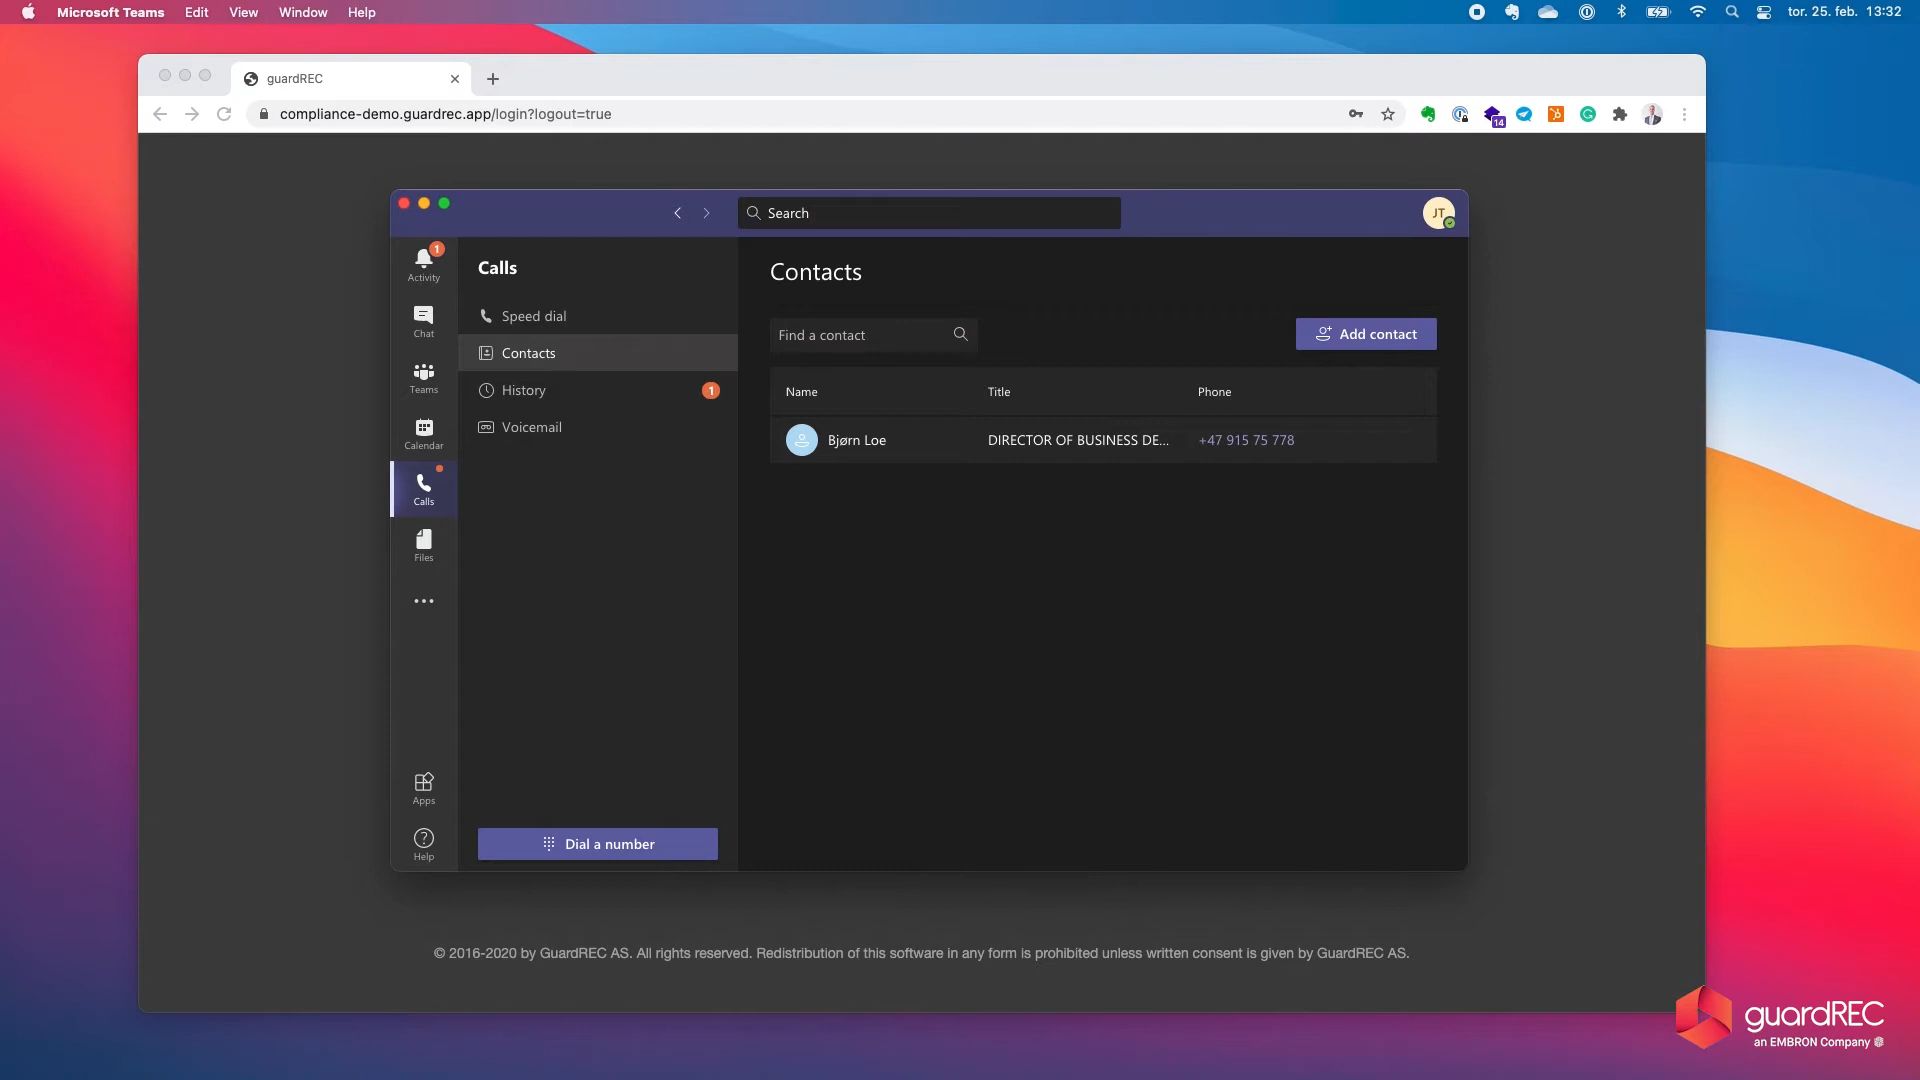 Microsoft Teams Edit View Window Help
tor. 25. feb. 13:32
guardREC
compliance-demo.guardrec.app/login?logout=true
14
Search
JT
1
Activity
Chat
Teams
Calendar
Calls
Files
Apps
Help
Calls
Speed dial
Contacts
History 1
Voicemail
Dial a number
Contacts
Find a contact
Add contact
Name Title Phone
Bjørn Loe DIRECTOR OF BUSINESS DE... +47 915 75 778
© 2016-2020 by GuardREC AS. All rights reserved. Redistribution of this software in any form is prohibited unless written consent is given by GuardREC AS.
guardREC
an EMBRON Company